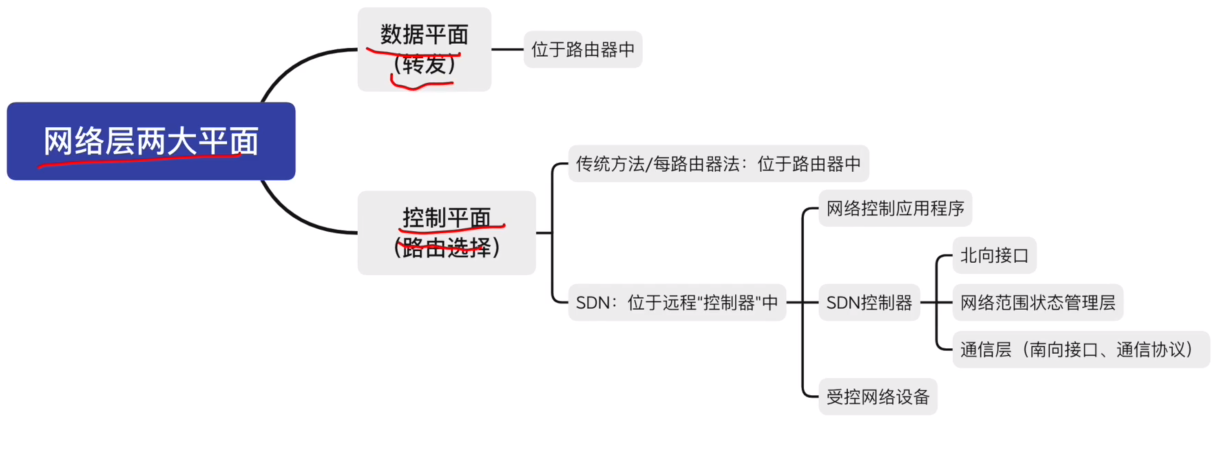 数据平面
（转发）
位于路由器中
网络层两大平面
传统方法/每路由器法：位于路由器中
控制平面
（路由选择）
SDN：位于远程"控制器"中
网络控制应用程序
SDN控制器
北向接口
网络范围状态管理层
通信层（南向接口、通信协议）
受控网络设备